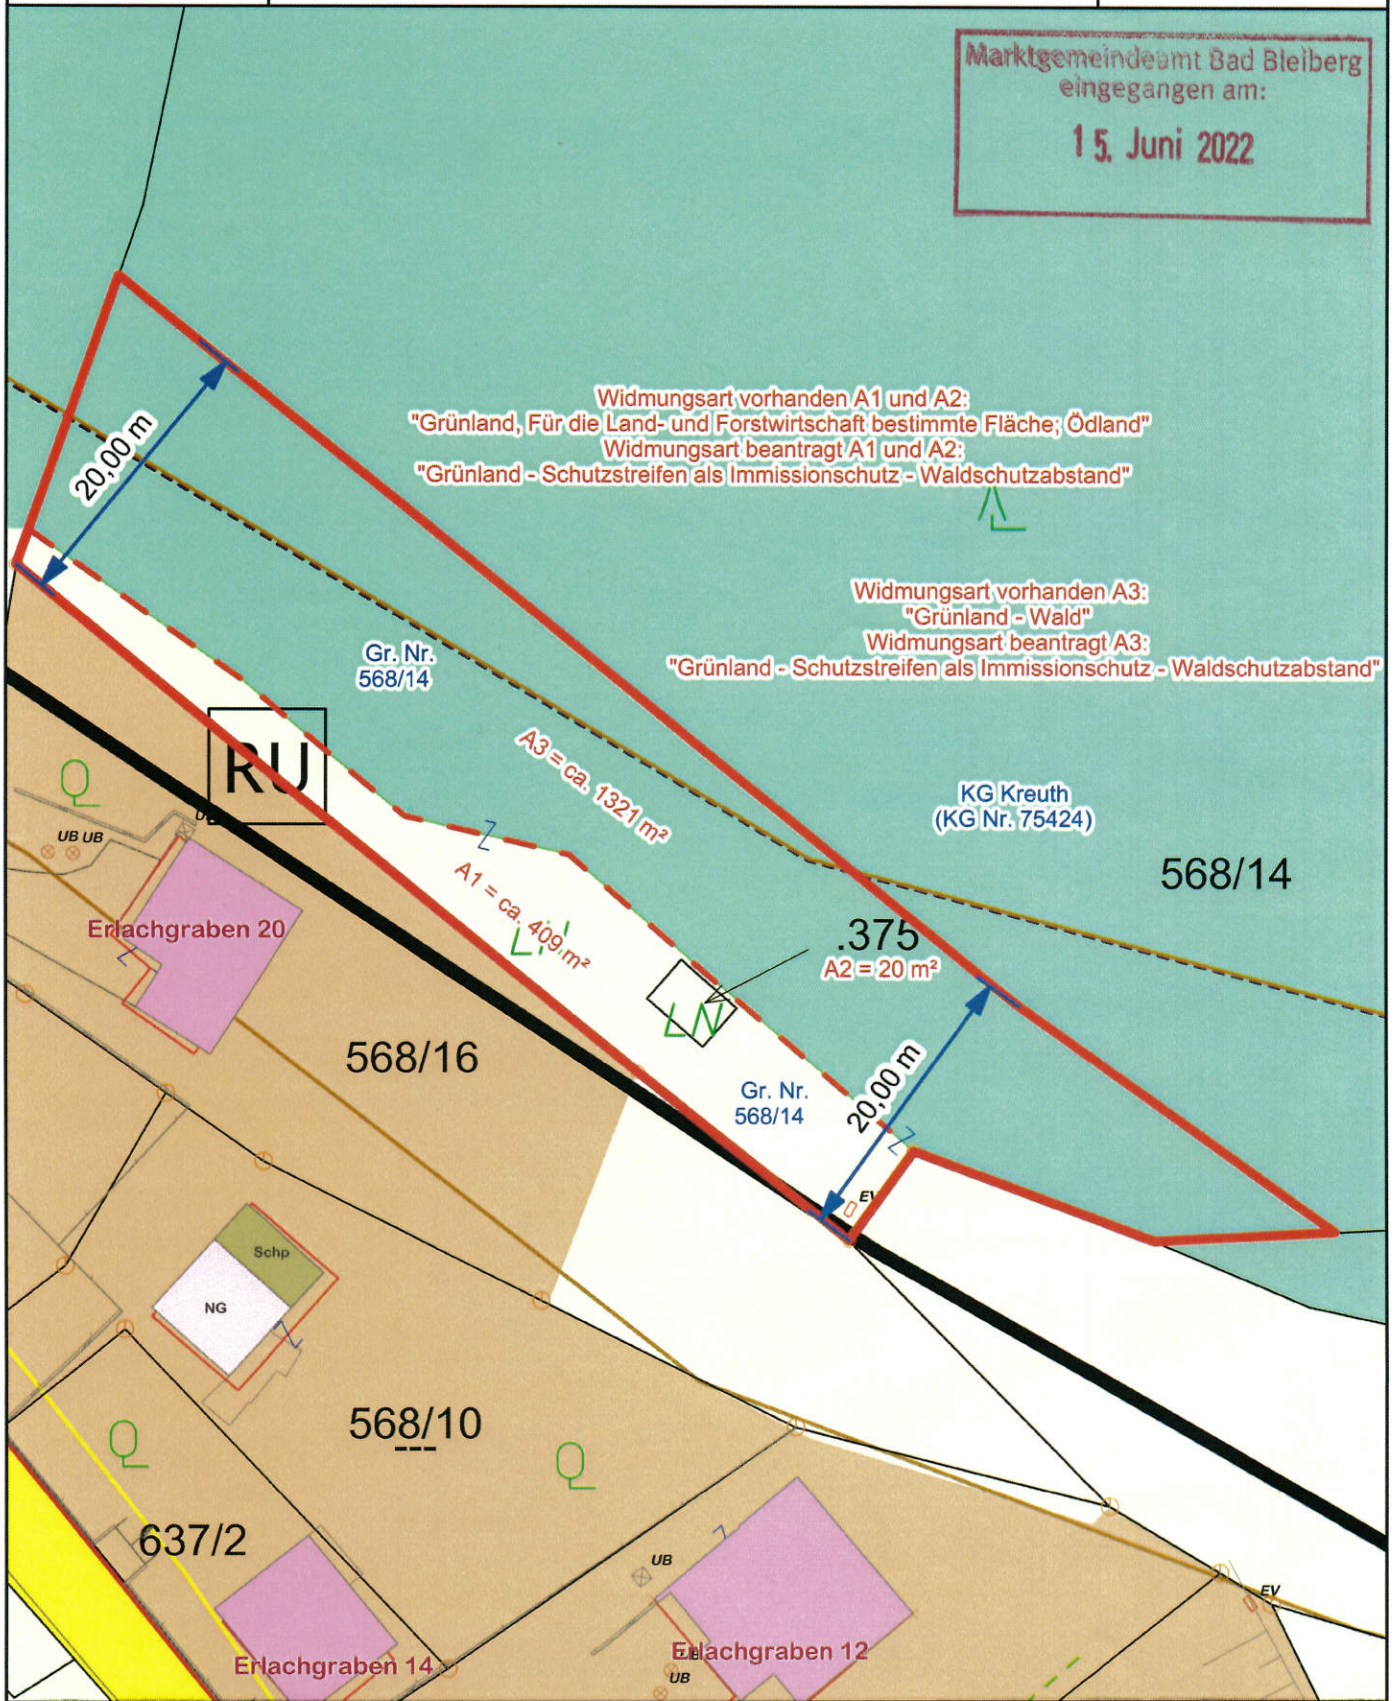 Marktgemeindeamt Bad Bleiberg
eingegangen am:
15. Juni 2022
Widmungsart vorhanden A1 und A2:
"Grünland, Für die Land- und Forstwirtschaft bestimmte Fläche; Ödland"
Widmungsart beantragt A1 und A2:
"Grünland - Schutzstreifen als Immissionschutz - Waldschutzabstand"
20,00 m
Widmungsart vorhanden A3:
"Grünland - Wald"
Widmungsart beantragt A3:
"Grünland - Schutzstreifen als Immissionschutz - Waldschutzabstand"
Gr. Nr.
568/14
RU
A3 = ca. 1321 m²
KG Kreuth
(KG Nr. 75424)
568/14
UB UB
A1 = ca. 409 m²
Erlachgraben 20
.375
A2 = 20 m²
LN
568/16
Gr. Nr.
568/14
20,00 m
EV
Schp
NG
568/10
637/2
UB
EV
Erlachgraben 14
Erlachgraben 12
UB